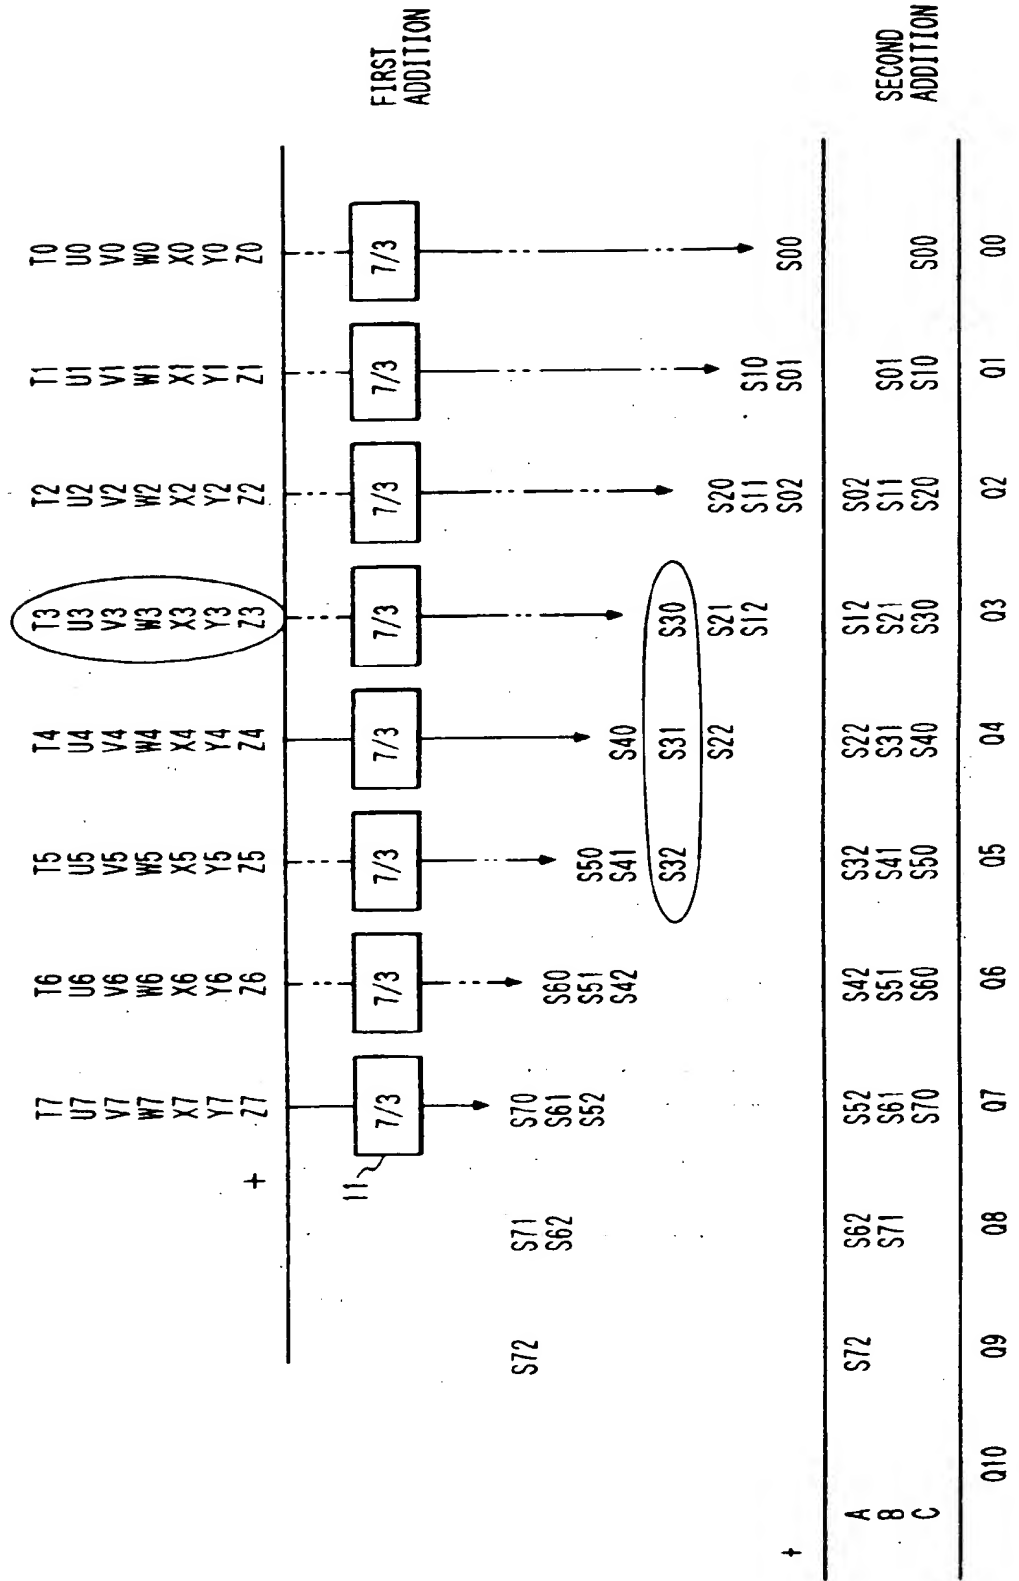 T7 T6 T5 T4 T3 T2 T1 T0
U7 U6 U5 U4 U3 U2 U1 U0
V7 V6 V5 V4 V3 V2 V1 V0
W7 W6 W5 W4 W3 W2 W1 W0
X7 X6 X5 X4 X3 X2 X1 X0
Y7 Y6 Y5 Y4 Y3 Y2 Y1 Y0
+ Z7 Z6 Z5 Z4 Z3 Z2 Z1 Z0
11 7/3 7/3 7/3 7/3 7/3 7/3 7/3 7/3 FIRST
ADDITION
S72 S71 S70
S62 S61 S60
S52 S51 S50
S42 S41 S40
S32 S31 S30
S22 S21 S20
S12 S11 S10
+ S02 S01 S00
A S72 S62 S52 S42 S32 S22 S12 S02
B S71 S61 S51 S41 S31 S21 S11 S01 SECOND
C S70 S60 S50 S40 S30 S20 S10 S00 ADDITION
Q10 Q9 Q8 Q7 Q6 Q5 Q4 Q3 Q2 Q1 Q0